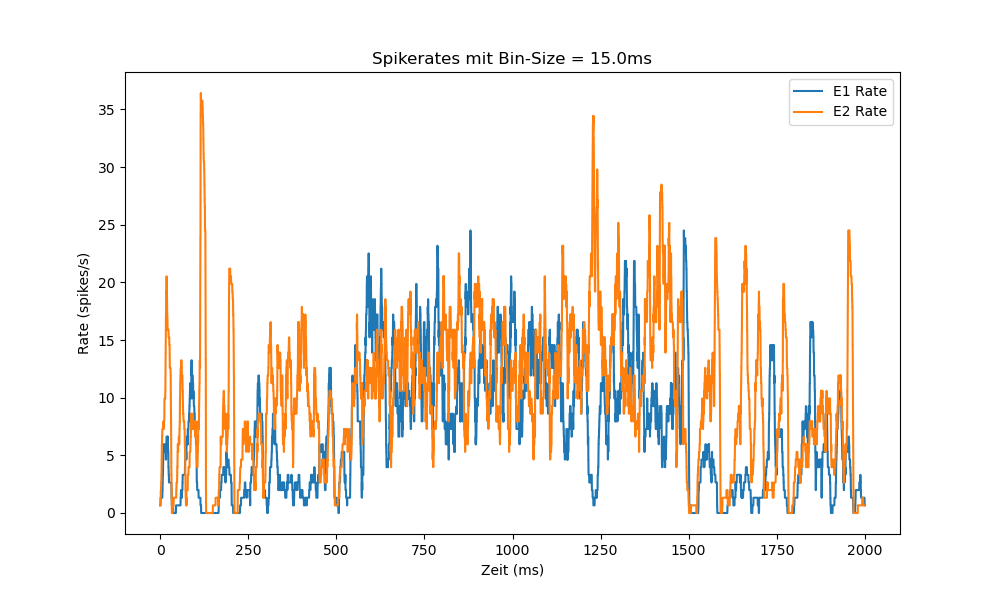 Spikerates mit Bin-Size = 15.0ms
E1 Rate
E2 Rate
Rate (spikes/s)
35
30
25
20
15
10
5
0
0 250 500 750 1000 1250 1500 1750 2000
Zeit (ms)